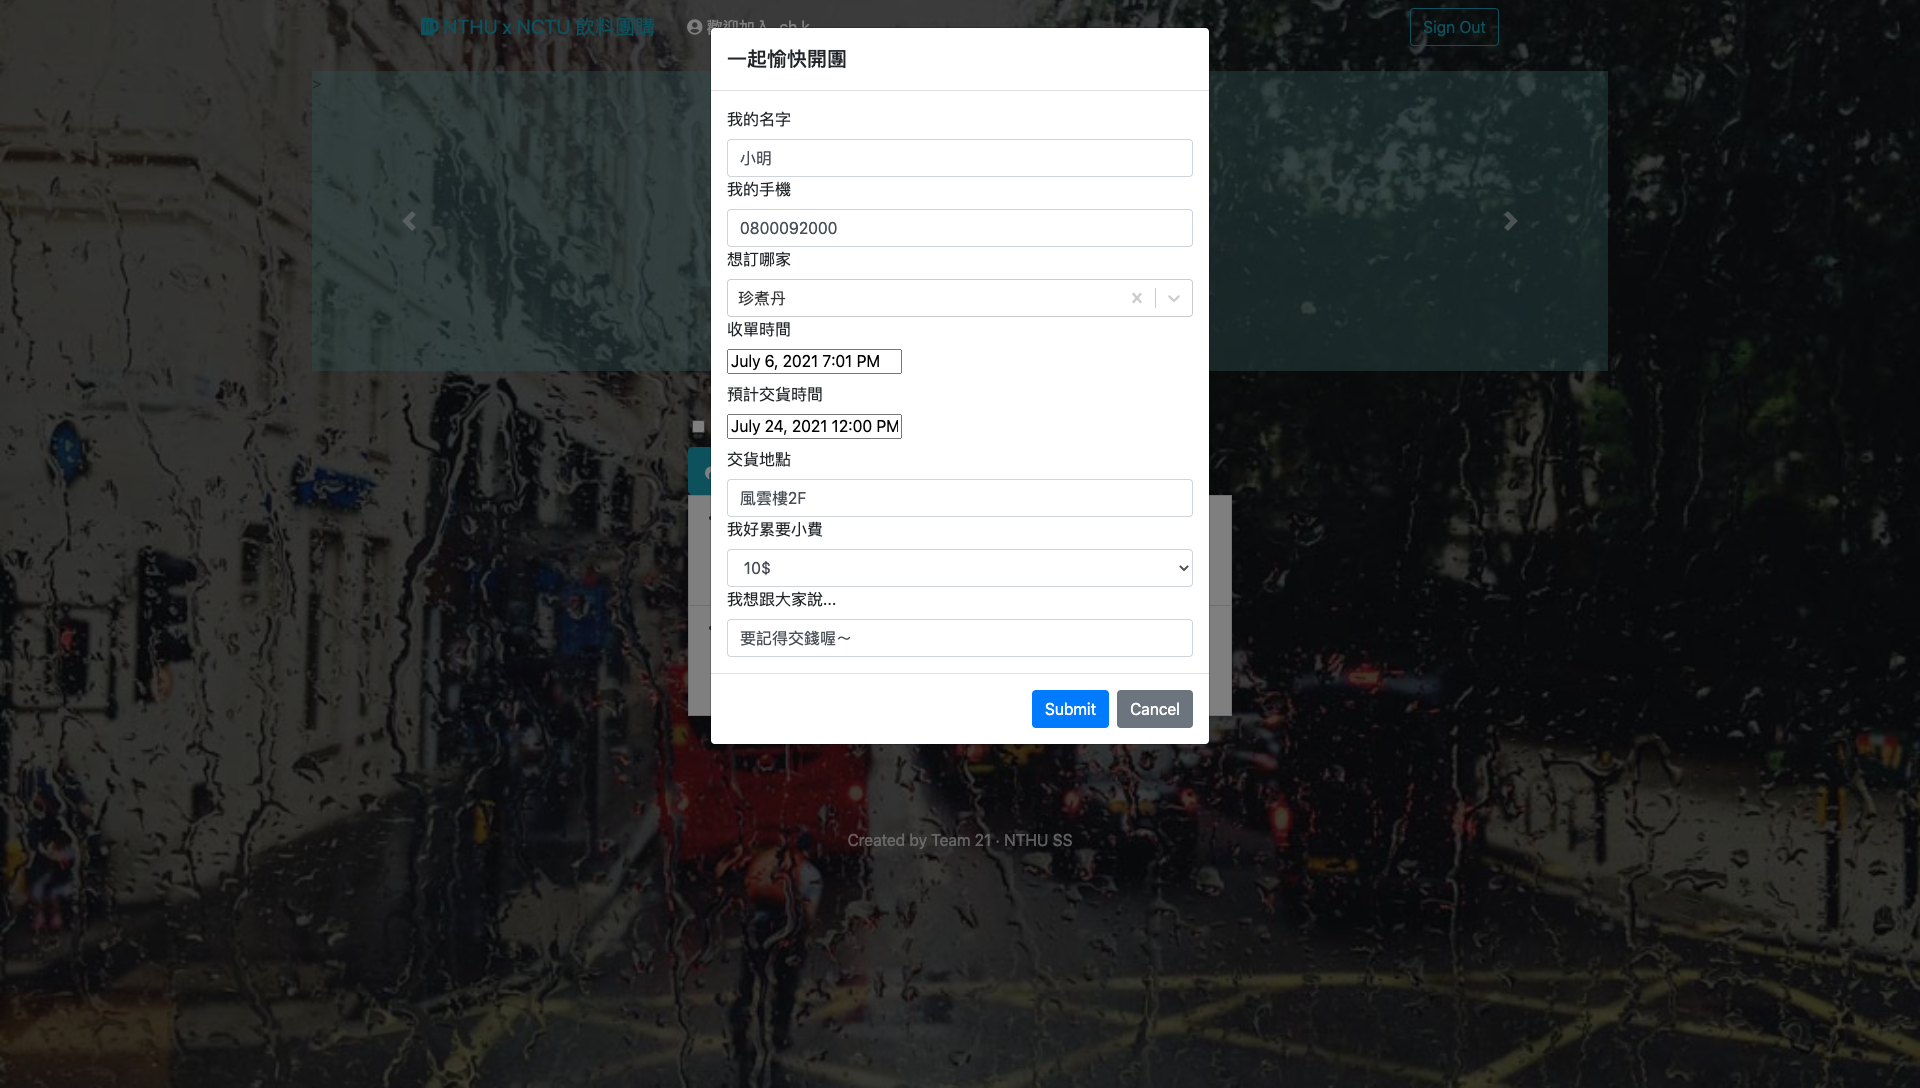 NTHU x NCTU 飲料團購
歡迎加入, ch k
Sign Out
>
一起愉快開團
我的名字
小明
我的手機
0800092000
想訂哪家
珍煮丹
收單時間
July 6, 2021 7:01 PM
預計交貨時間
July 24, 2021 12:00 PM
交貨地點
風雲樓2F
我好累要小費
10$
我想跟大家說...
要記得交錢喔～
Submit
Cancel
Created by Team 21 · NTHU SS